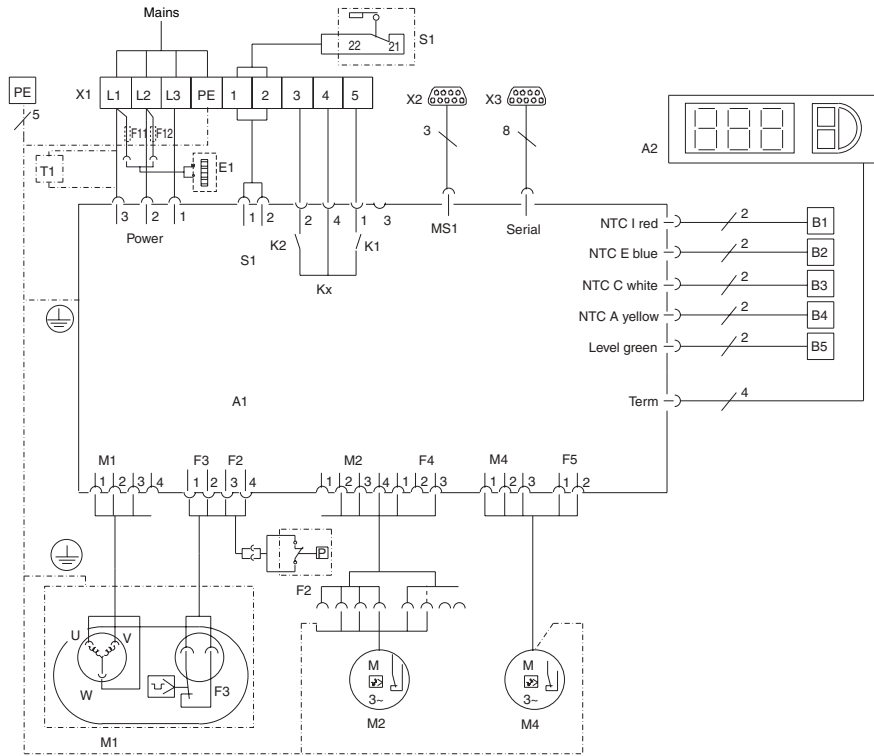 Mains
22 21 S1
PE
X1 L1 L2 L3 PE 1 2 3 4 5
X2 X3
5
F11 F12
3 8
A2
T1
E1
3 2 1 1 2 2 4 1 3
Power
S1
K2 K1
Kx
MS1 Serial
NTC I red 2 B1
NTC E blue 2 B2
NTC C white 2 B3
NTC A yellow 2 B4
Level green 2 B5
A1
Term 4
M1 F3 F2 M2 F4 M4 F5
1 2 3 4 1 2 3 4 1 2 3 4 1 2 3 1 2 3 1 2
P
F2
U V
W
F3
M
3~
M
3~
M1
M2
M4